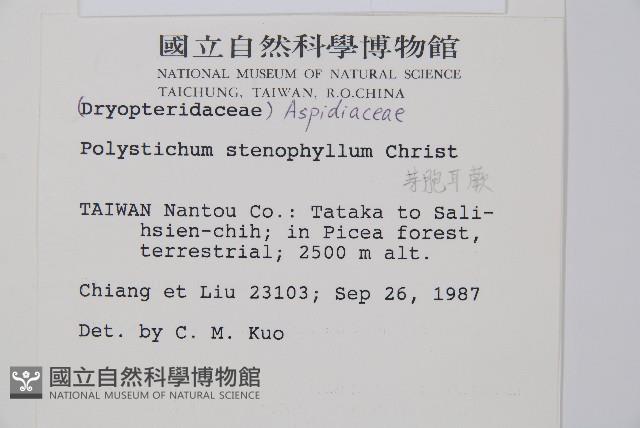 國立自然科學博物館
NATIONAL MUSEUM OF NATURAL SCIENCE
TAICHUNG, TAIWAN, R.O.CHINA
(Dryopteridaceae) Aspidiaceae
Polystichum stenophyllum Christ
芽胞耳蕨
TAIWAN Nantou Co.: Tataka to Sali-
hsien-chih; in Picea forest,
terrestrial; 2500 m alt.
Chiang et Liu 23103; Sep 26, 1987
Det. by C. M. Kuo
國立自然科學博物館
NATIONAL MUSEUM OF NATURAL SCIENCE